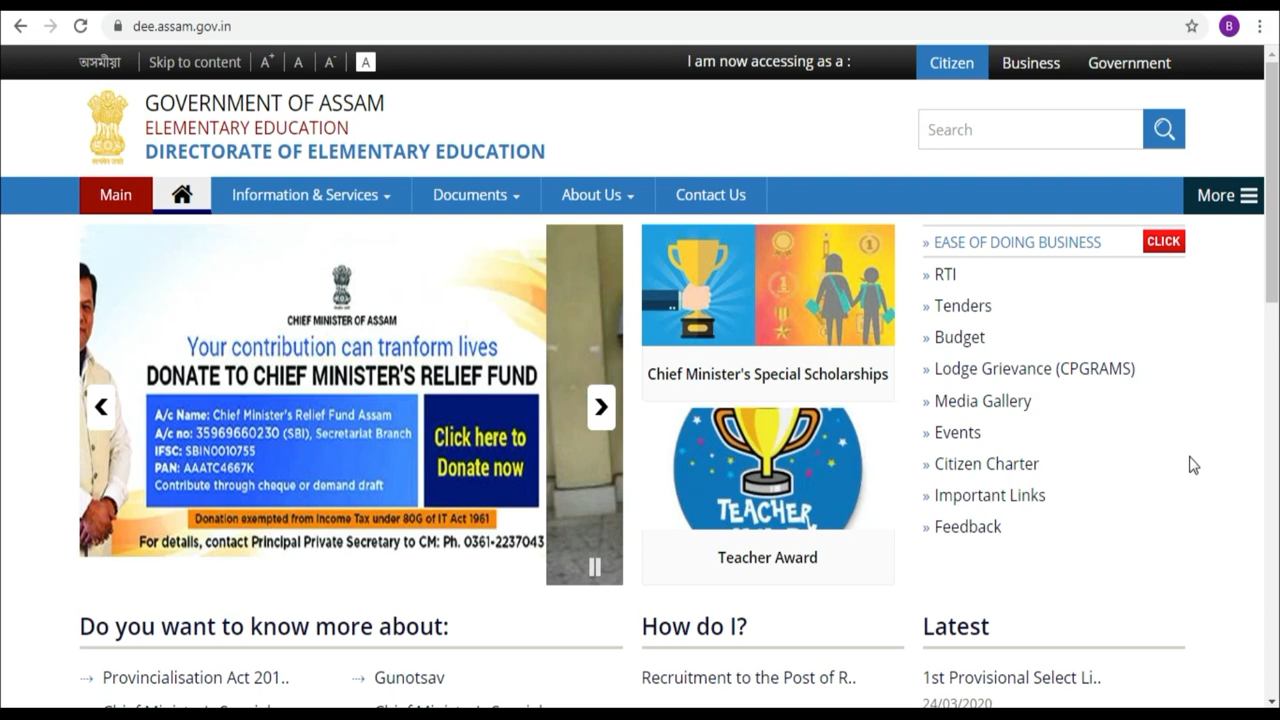 dee.assam.gov.in
B
অসমীয়া
Skip to content
A+
A
A-
A
I am now accessing as a :
Citizen
Business
Government
GOVERNMENT OF ASSAM
ELEMENTARY EDUCATION
DIRECTORATE OF ELEMENTARY EDUCATION
Search
Main
Information & Services
Documents
About Us
Contact Us
More
CHIEF MINISTER OF ASSAM
Your contribution can tranform lives
DONATE TO CHIEF MINISTER'S RELIEF FUND
A/c Name: Chief Minister's Relief Fund Assam
A/c no: 35969660230 (SBI), Secretariat Branch
IFSC: SBIN0010755
PAN: AAATC4667K
Contribute through cheque or demand draft
Click here to
Donate now
Donation exempted from Income Tax under 80G of IT Act 1961
For details, contact Principal Private Secretary to CM: Ph. 0361-2237043
1
Chief Minister's Special Scholarships
TEACHER
Teacher Award
» EASE OF DOING BUSINESS
CLICK
» RTI
» Tenders
» Budget
» Lodge Grievance (CPGRAMS)
» Media Gallery
» Events
» Citizen Charter
» Important Links
» Feedback
Do you want to know more about:
Provincialisation Act 201..
Gunotsav
How do I?
Recruitment to the Post of R..
Latest
1st Provisional Select Li..
24/03/2020